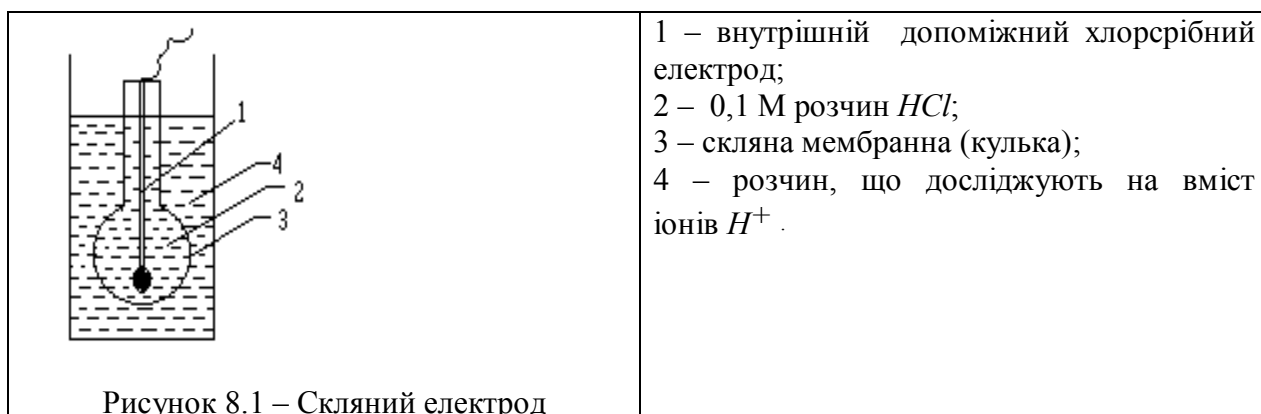 1
4
2
3
Рисунок 8.1 – Скляний електрод
1 – внутрішній допоміжний хлорсрібний
електрод;
2 – 0,1 М розчин HCl;
3 – скляна мембранна (кулька);
4 – розчин, що досліджують на вміст
іонів H⁺ .